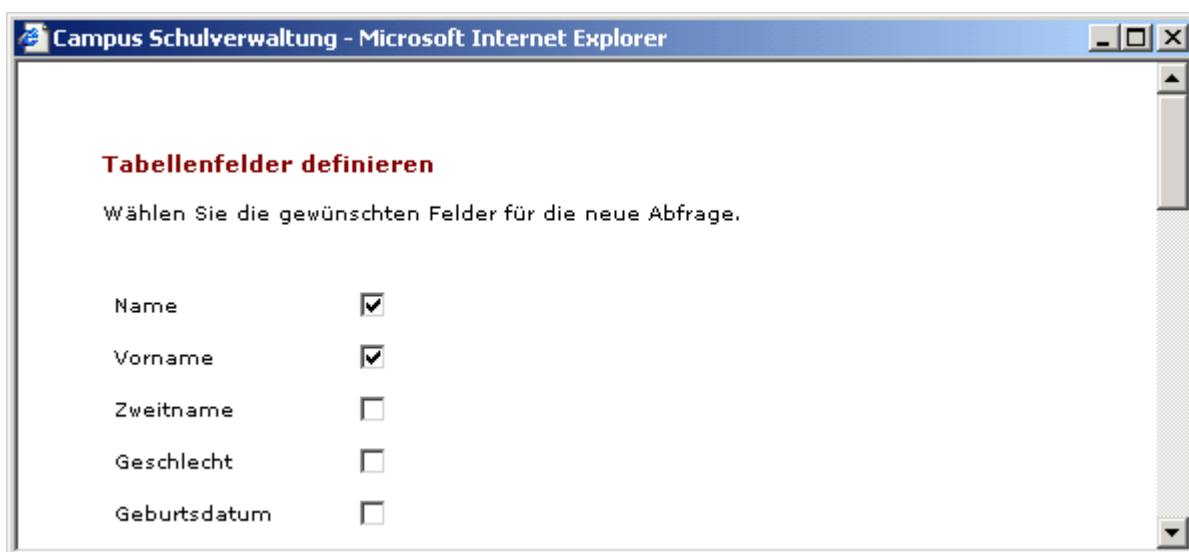 Campus Schulverwaltung - Microsoft Internet Explorer
Tabellenfelder definieren
Wählen Sie die gewünschten Felder für die neue Abfrage.
Name
Vorname
Zweitname
Geschlecht
Geburtsdatum